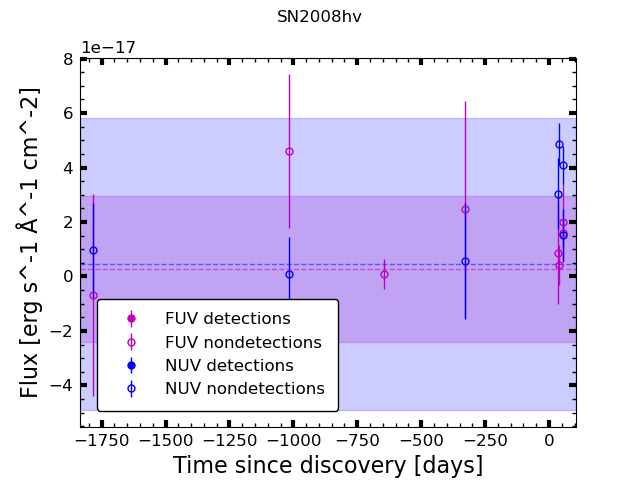 SN2008hv
1e−17
8
6
4
2
0
−2
−4
Flux [erg s^-1 Å^-1 cm^-2]
FUV detections
FUV nondetections
NUV detections
NUV nondetections
−1750 −1500 −1250 −1000 −750 −500 −250 0
Time since discovery [days]